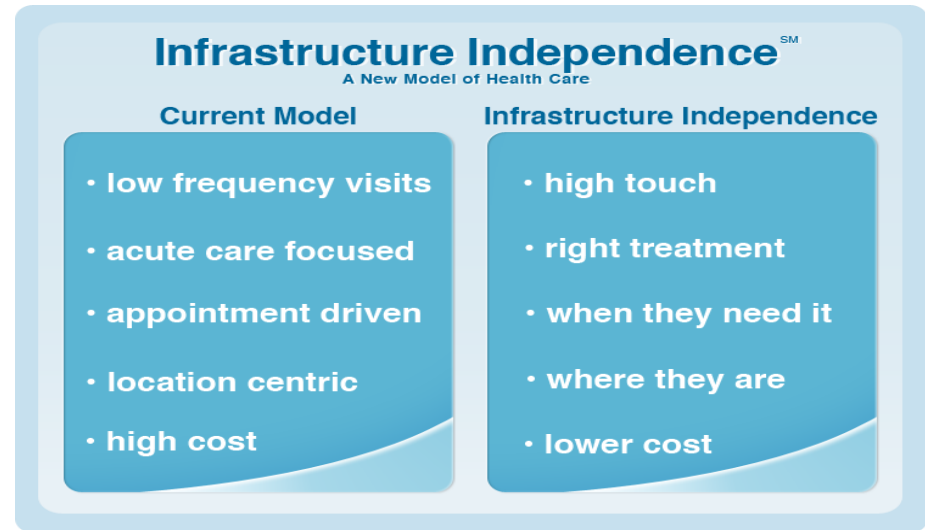 Infrastructure Independence℠
A New Model of Health Care
Current Model
• low frequency visits
• acute care focused
• appointment driven
• location centric
• high cost
Infrastructure Independence
• high touch
• right treatment
• when they need it
• where they are
• lower cost